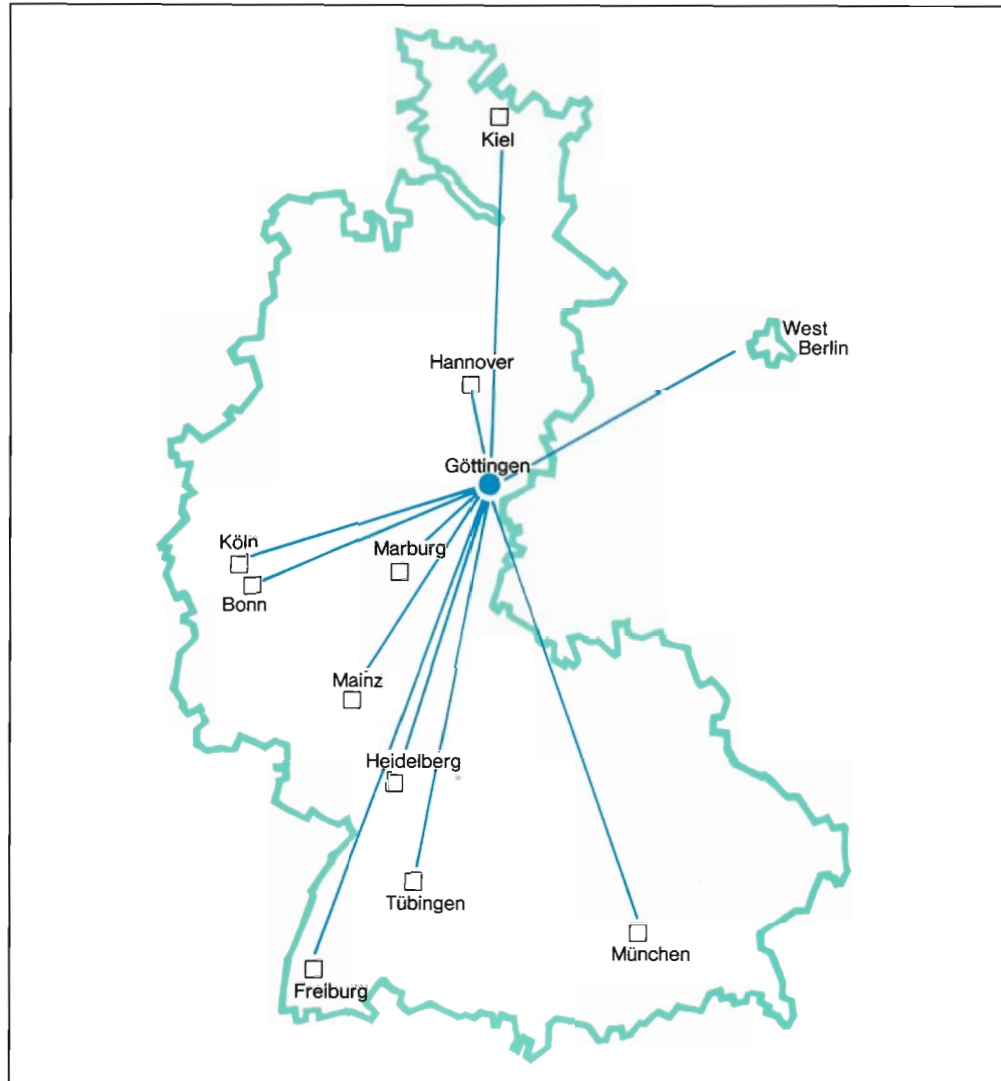 Kiel
West
Berlin
Hannover
Göttingen
Köln
Marburg
Bonn
Mainz
Heidelberg
Tübingen
München
Freiburg